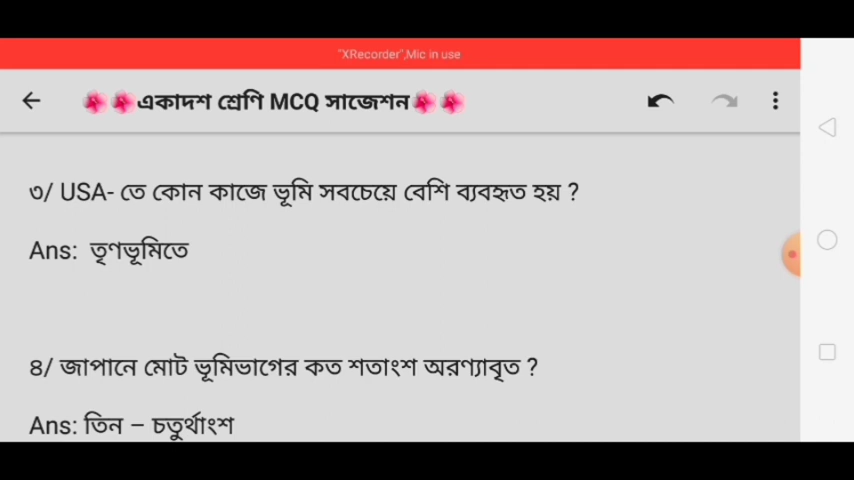 "XRecorder",Mic in use
🌺🌺একাদশ শ্রেণি MCQ সাজেশন🌺🌺
৩/ USA- তে কোন কাজে ভূমি সবচেয়ে বেশি ব্যবহৃত হয় ?
Ans: তৃণভূমিতে
৪/ জাপানে মোট ভূমিভাগের কত শতাংশ অরণ্যাবৃত ?
Ans: তিন – চতুর্থাংশ